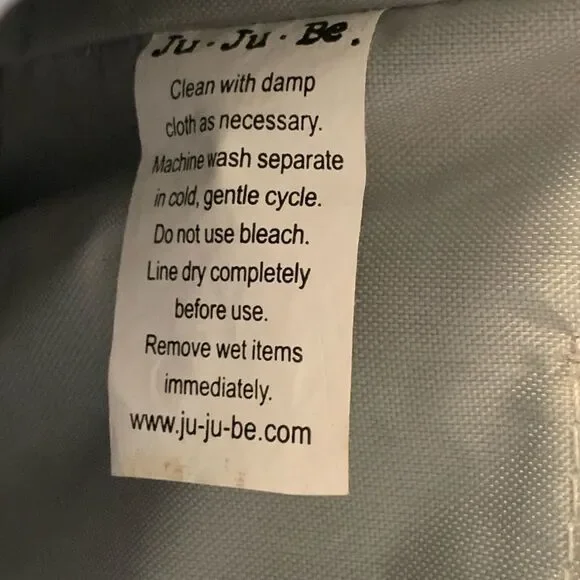 Ju·Ju·Be.
Clean with damp
cloth as necessary.
Machine wash separate
in cold, gentle cycle.
Do not use bleach.
Line dry completely
before use.
Remove wet items
immediately.
www.ju-ju-be.com